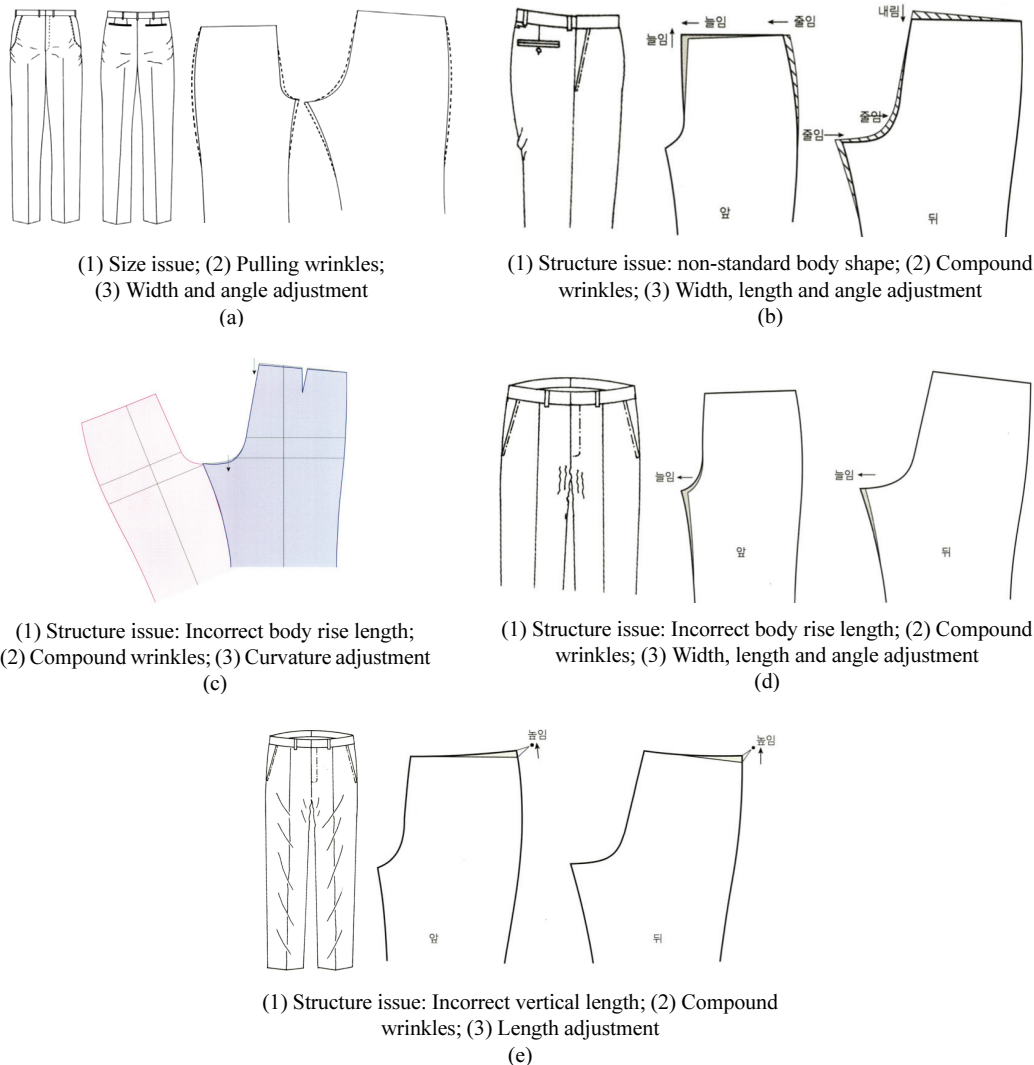 (1) Size issue; (2) Pulling wrinkles;
(3) Width and angle adjustment
(a)
늘임
늘임
줄임
앞
내림
줄임
줄임
뒤
(1) Structure issue: non-standard body shape; (2) Compound
wrinkles; (3) Width, length and angle adjustment
(b)
(1) Structure issue: Incorrect body rise length;
(2) Compound wrinkles; (3) Curvature adjustment
(c)
늘임
앞
늘임
뒤
(1) Structure issue: Incorrect body rise length; (2) Compound
wrinkles; (3) Width, length and angle adjustment
(d)
높임
앞
높임
뒤
(1) Structure issue: Incorrect vertical length; (2) Compound
wrinkles; (3) Length adjustment
(e)